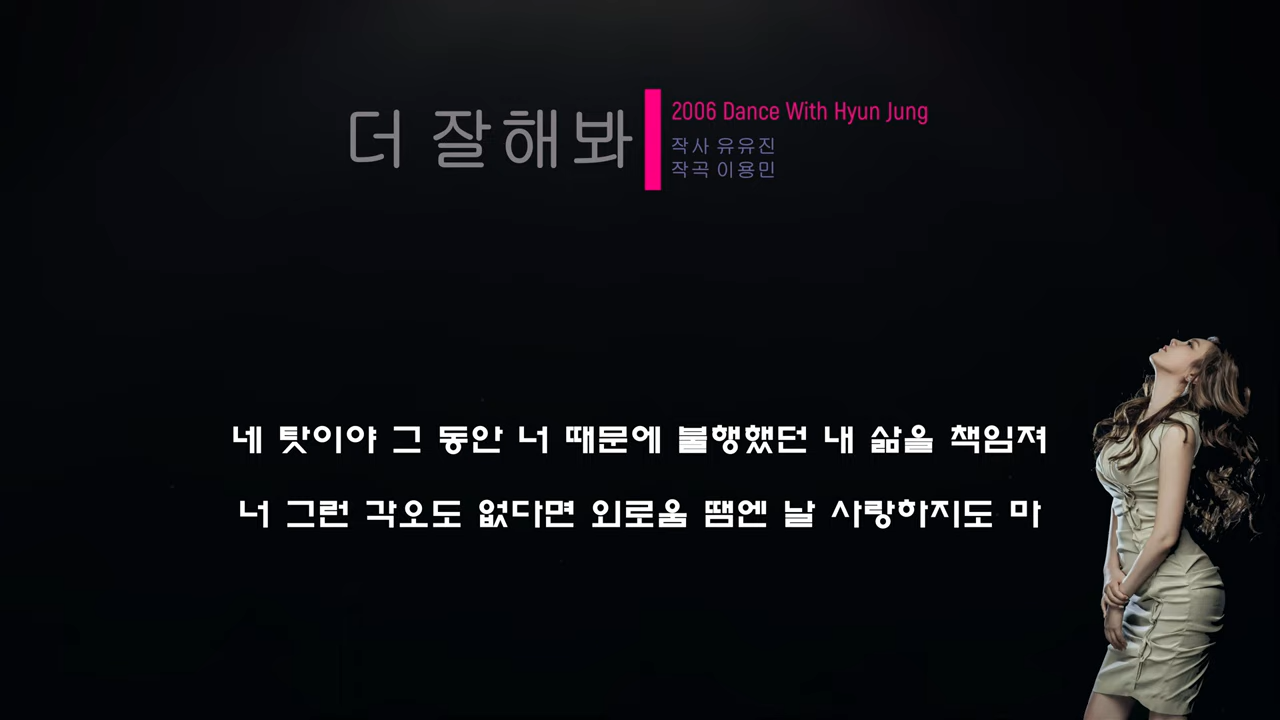 더 잘해봐
2006 Dance With Hyun Jung
작사 유유진
작곡 이용민
네 탓이야 그 동안 너 때문에 불행했던 내 삶을 책임져
너 그런 각오도 없다면 외로움 땜엔 날 사랑하지도 마